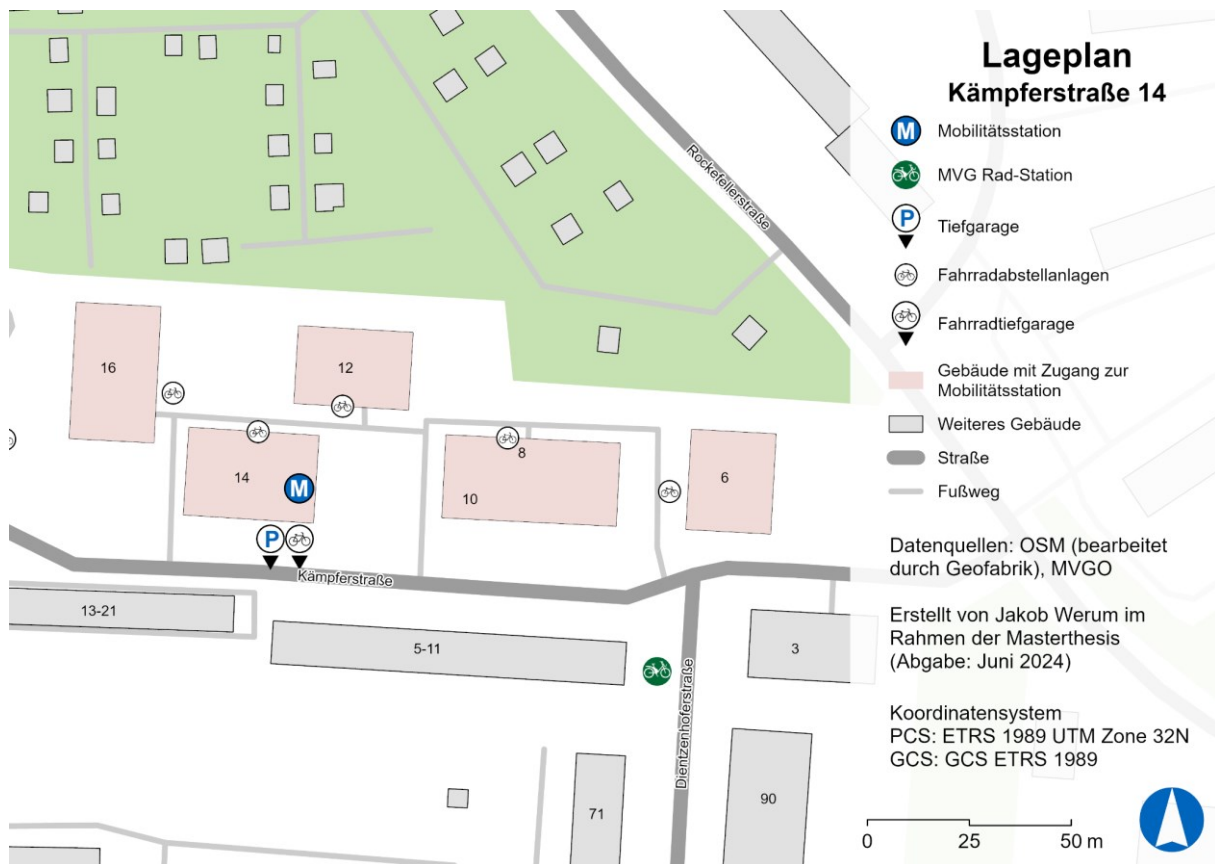 Lageplan
Kämpferstraße 14
M
Mobilitätsstation
MVG Rad-Station
P
Tiefgarage
Fahrradabstellanlagen
Fahrradtiefgarage
Gebäude mit Zugang zur
Mobilitätsstation
Weiteres Gebäude
Straße
Fußweg
Datenquellen: OSM (bearbeitet
durch Geofabrik), MVGO
Erstellt von Jakob Werum im
Rahmen der Masterthesis
(Abgabe: Juni 2024)
Koordinatensystem
PCS: ETRS 1989 UTM Zone 32N
GCS: GCS ETRS 1989
0 25 50 m
Rockefellerstraße
16
12
14
M
8
10
6
P
Kämpferstraße
13-21
5-11
3
Dientzenhoferstraße
71
90